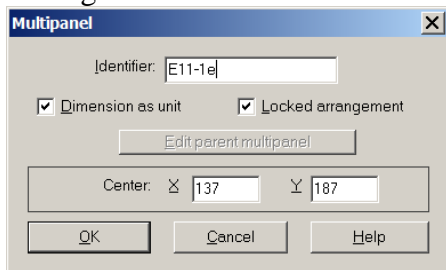 Multipanel
Identifier: E11-1e
Dimension as unit Locked arrangement
Edit parent multipanel
Center: X 137 Y 187
OK Cancel Help